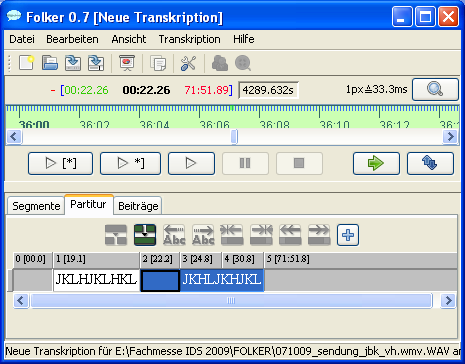 Folker 0.7 [Neue Transkription]
Datei Bearbeiten Ansicht Transkription Hilfe
- [00:22.26 00:22.26 71:51.89] 4289.632s 1px≙33.3ms
36:00 36:02 36:04 36:06 36:08 36:10 36:12
[*] *]
Segmente Partitur Beiträge
Abc Abc
0 [00.0] 1 [19.1] 2 [22.2] 3 [24.8] 4 [30.8] 5 [71:51.8]
JKLHJKLHKL JKHLJKHJKL
Neue Transkription für E:\Fachmesse IDS 2009\FOLKER\071009_sendung_jbk_vh.wmv.WAV